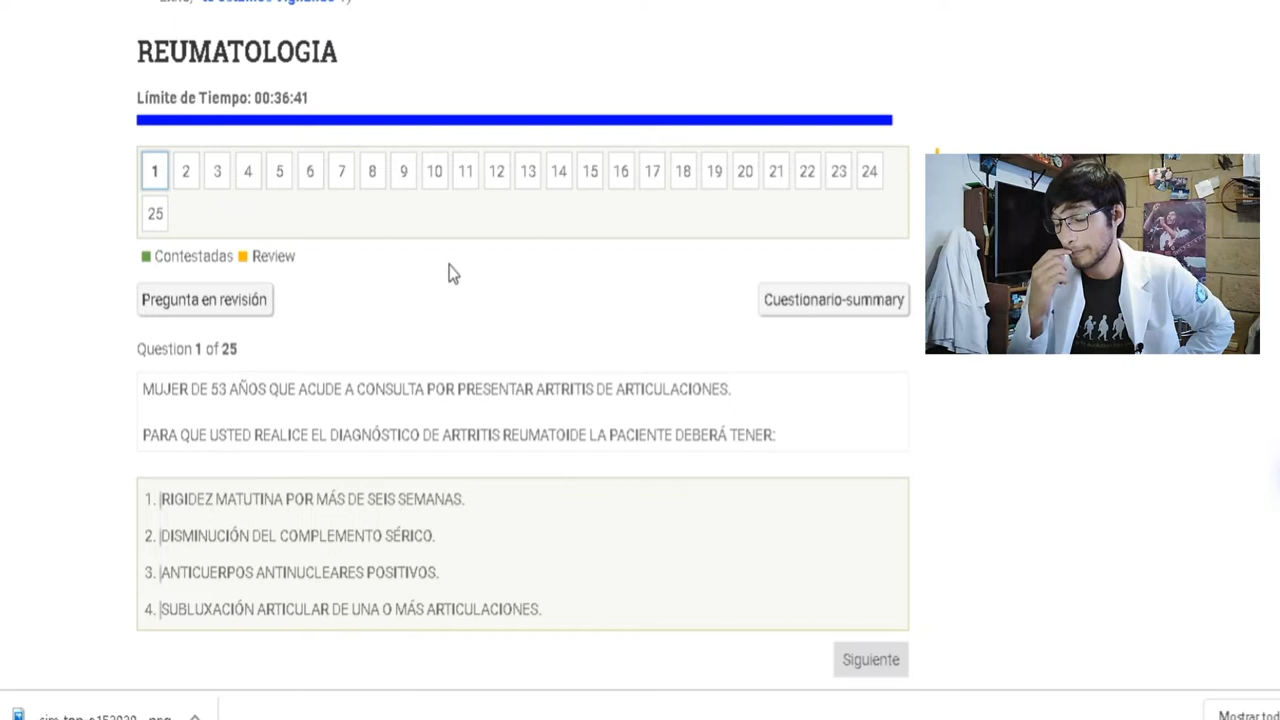 REUMATOLOGIA
Límite de Tiempo: 00:36:41
1 2 3 4 5 6 7 8 9 10 11 12 13 14 15 16 17 18 19 20 21 22 23 24
25
Contestadas Review
Pregunta en revisión Cuestionario-summary
Question 1 of 25
MUJER DE 53 AÑOS QUE ACUDE A CONSULTA POR PRESENTAR ARTRITIS DE ARTICULACIONES.
PARA QUE USTED REALICE EL DIAGNÓSTICO DE ARTRITIS REUMATOIDE LA PACIENTE DEBERÁ TENER:
1. RIGIDEZ MATUTINA POR MÁS DE SEIS SEMANAS.
2. DISMINUCIÓN DEL COMPLEMENTO SÉRICO.
3. ANTICUERPOS ANTINUCLEARES POSITIVOS.
4. SUBLUXACIÓN ARTICULAR DE UNA O MÁS ARTICULACIONES.
Siguiente
Mostrar tod